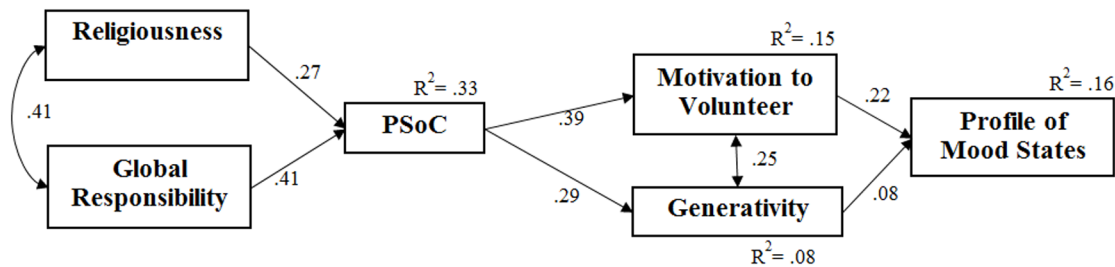 Religiousness
.41
Global
Responsibility
.27
.41
R²= .33
PSoC
.39
.29
R²= .15
Motivation to
Volunteer
.25
Generativity
R²= .08
.22
.08
R²= .16
Profile of
Mood States